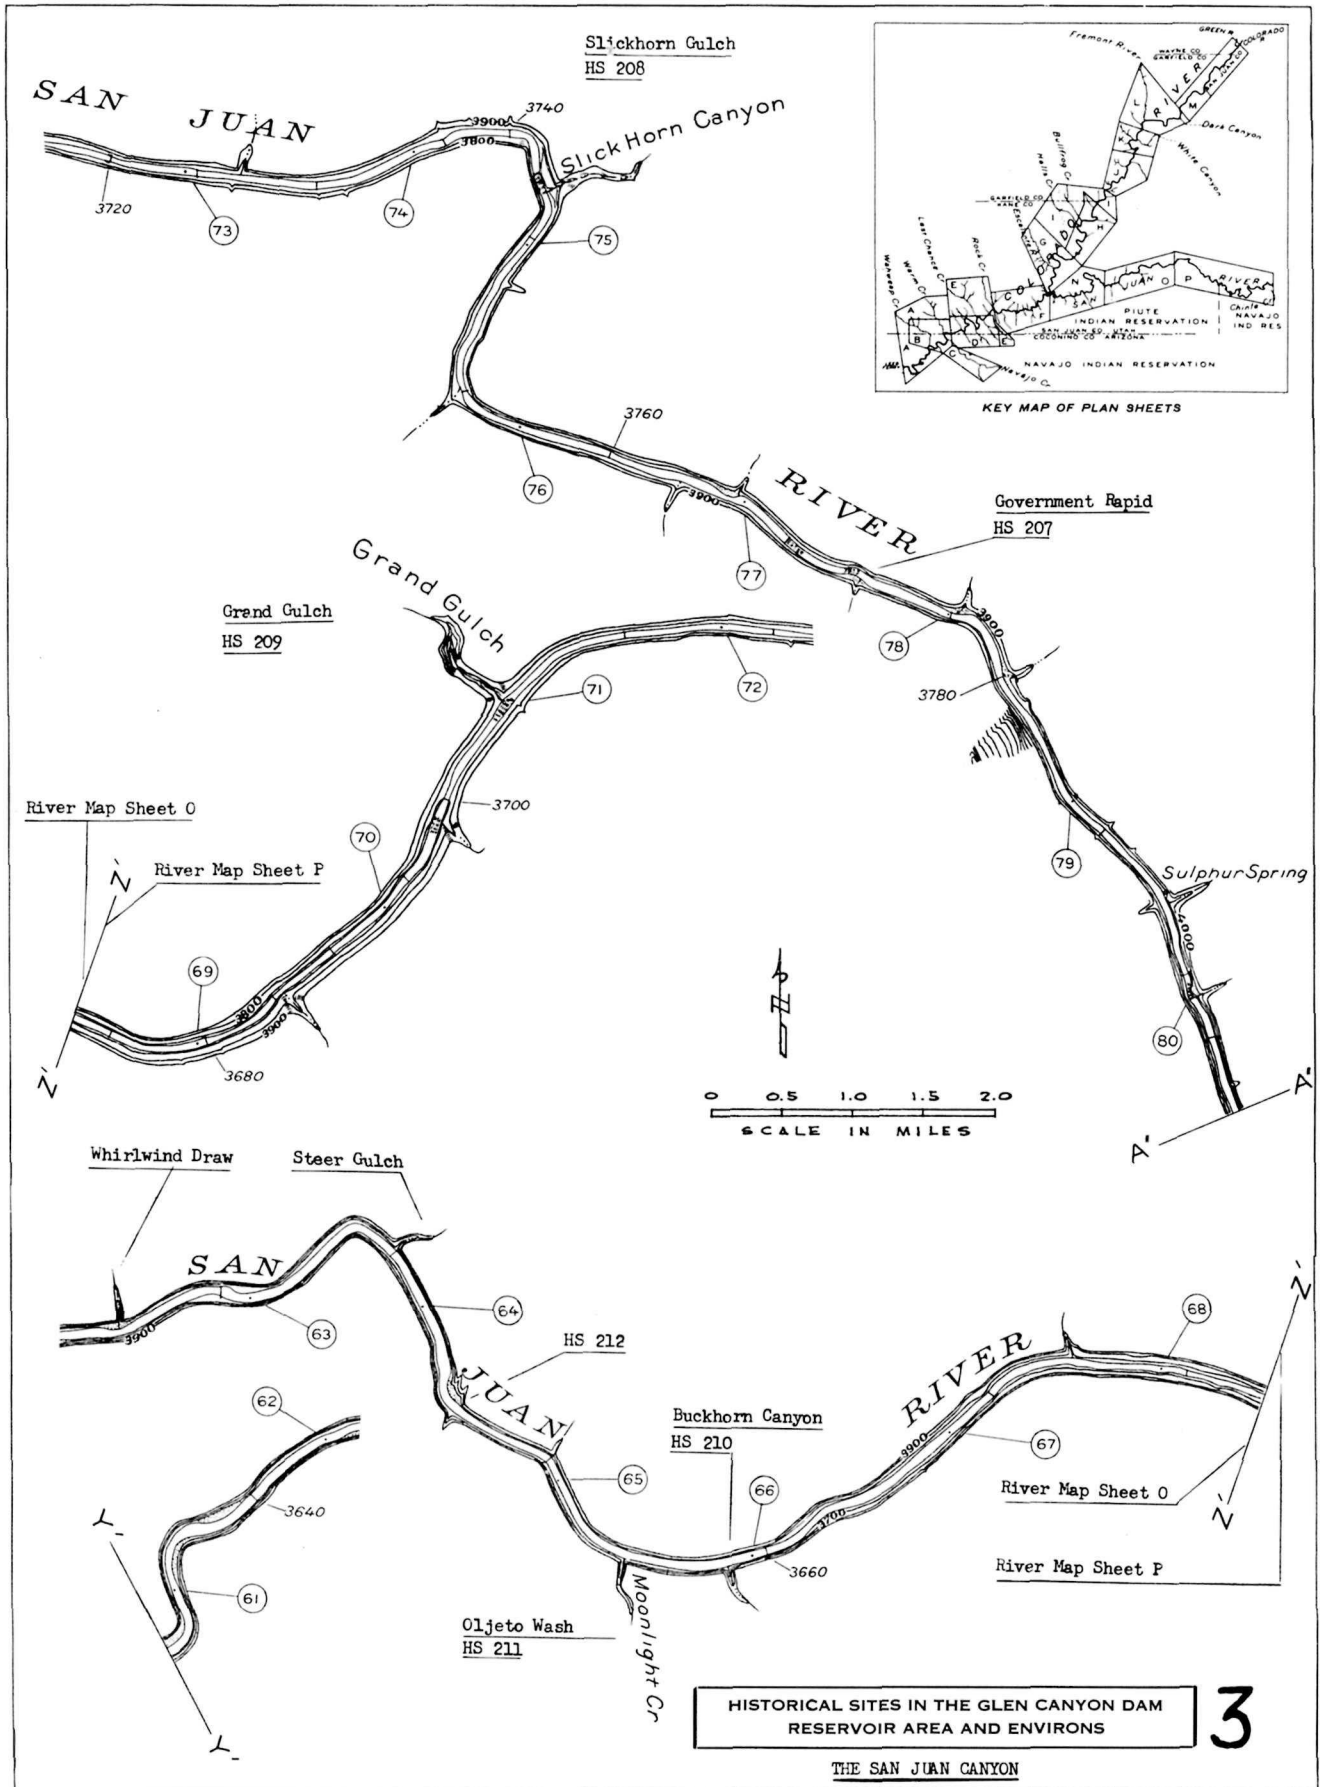 Slickhorn Gulch
HS 208
SAN JUAN
3740
3900
3800
SlickHorn Canyon
3720
73
74
75
Fremont River
GREEN R
COLORADO R
WAYNE CO
GARFIELD CO
SAN JUAN CO
RIVER
L
M
Dark Canyon
White Canyon
Bullfrog Cr
Halls Cr
GARFIELD CO
KANE CO
I
H
G
Escalante R
Rock Cr
Last Chance Cr
Warm Cr
Wahweap Cr
E
COLORADO
N
SAN JUAN
O
P
RIVER
Chinle Cr
PIUTE
INDIAN RESERVATION
NAVAJO
IND RES
A
B
A
C
D
E
F
SAN JUAN CO. UTAH
COCONINO CO ARIZONA
NAVAJO INDIAN RESERVATION
Navajo Cr
KEY MAP OF PLAN SHEETS
3760
76
3900
77
RIVER
Government Rapid
HS 207
Grand Gulch
Grand Gulch
HS 209
3900
78
3780
71
72
3700
70
79
River Map Sheet O
River Map Sheet P
Z'
Sulphur Spring
4000
69
3800
3900
3680
Z'
N
80
0 0.5 1.0 1.5 2.0
SCALE IN MILES
A"
A"
Whirlwind Draw
Steer Gulch
SAN
3900
63
64
HS 212
JUAN
RIVER
68
Z'
62
Buckhorn Canyon
HS 210
3900
67
65
66
3640
3700
River Map Sheet O
Z'
Y'
61
3660
River Map Sheet P
Oljeto Wash
HS 211
Moonlight Cr
Y'
HISTORICAL SITES IN THE GLEN CANYON DAM
RESERVOIR AREA AND ENVIRONS
3
THE SAN JUAN CANYON